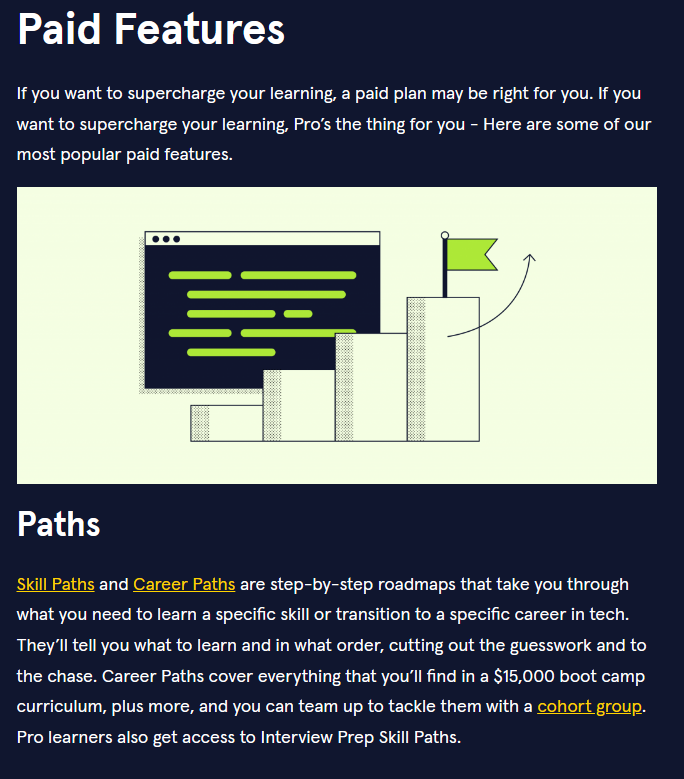 Paid Features
If you want to supercharge your learning, a paid plan may be right for you. If you
want to supercharge your learning, Pro’s the thing for you - Here are some of our
most popular paid features.
Paths
Skill Paths and Career Paths are step-by-step roadmaps that take you through
what you need to learn a specific skill or transition to a specific career in tech.
They’ll tell you what to learn and in what order, cutting out the guesswork and to
the chase. Career Paths cover everything that you’ll find in a $15,000 boot camp
curriculum, plus more, and you can team up to tackle them with a cohort group.
Pro learners also get access to Interview Prep Skill Paths.